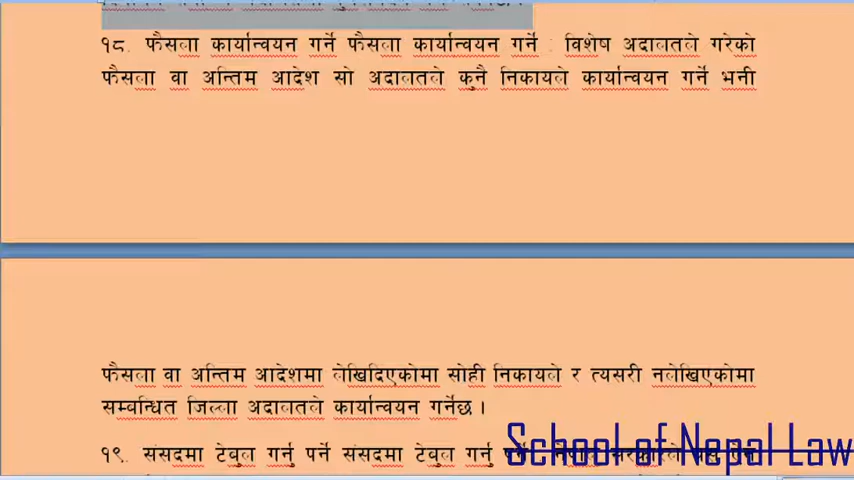 १८. फैसला कार्यान्वयन गर्ने फैसला कार्यान्वयन गर्ने : विशेष अदालतले गरेको
फैसला वा अन्तिम आदेश सो अदालतले कुनै निकायले कार्यान्वयन गर्ने भनी
फैसला वा अन्तिम आदेशमा लेखिदिएकोमा सोही निकायले र त्यसरी नलेखिएकोमा
सम्बन्धित जिल्ला अदालतले कार्यान्वयन गर्नेछ ।
१९. संसदमा टेबुल गर्नु पर्ने संसदमा टेबुल गर्नु
School of Nepal Law